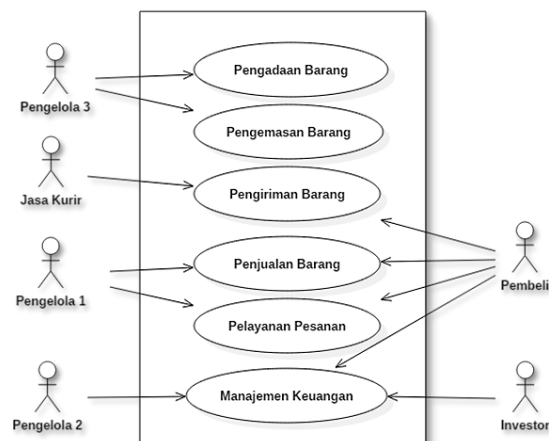 Pengadaan Barang
Pengelola 3
Pengemasan Barang
Jasa Kurir
Pengiriman Barang
Penjualan Barang
Pengelola 1
Pembeli
Pelayanan Pesanan
Manajemen Keuangan
Pengelola 2
Investor